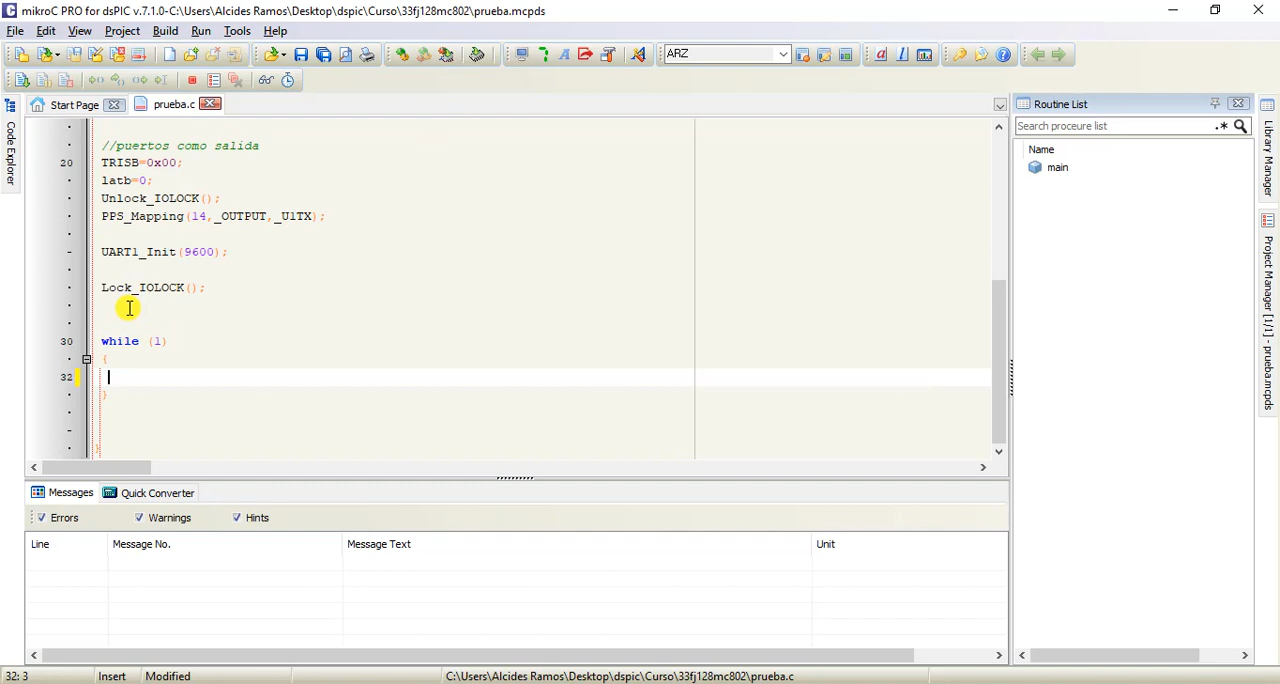 mikroC PRO for dsPIC v.7.1.0-C:\Users\Alcides Ramos\Desktop\dspic\Curso\33fj128mc802\prueba.mcpds
File Edit View Project Build Run Tools Help
ARZ
Start Page prueba.c
Routine List
Search proceure list .*
Name
main
Code Explorer
Library Manager
Project Manager [1/1] - prueba.mcpds
//puertos como salida
20 TRISB=0x00;
latb=0;
Unlock_IOLOCK();
PPS_Mapping(14,_OUTPUT,_U1TX);
UART1_Init(9600);
Lock_IOLOCK();
30 while (1)
{
32
}
}
Messages Quick Converter
Errors Warnings Hints
Line Message No. Message Text Unit
32: 3 Insert Modified C:\Users\Alcides Ramos\Desktop\dspic\Curso\33fj128mc802\prueba.c